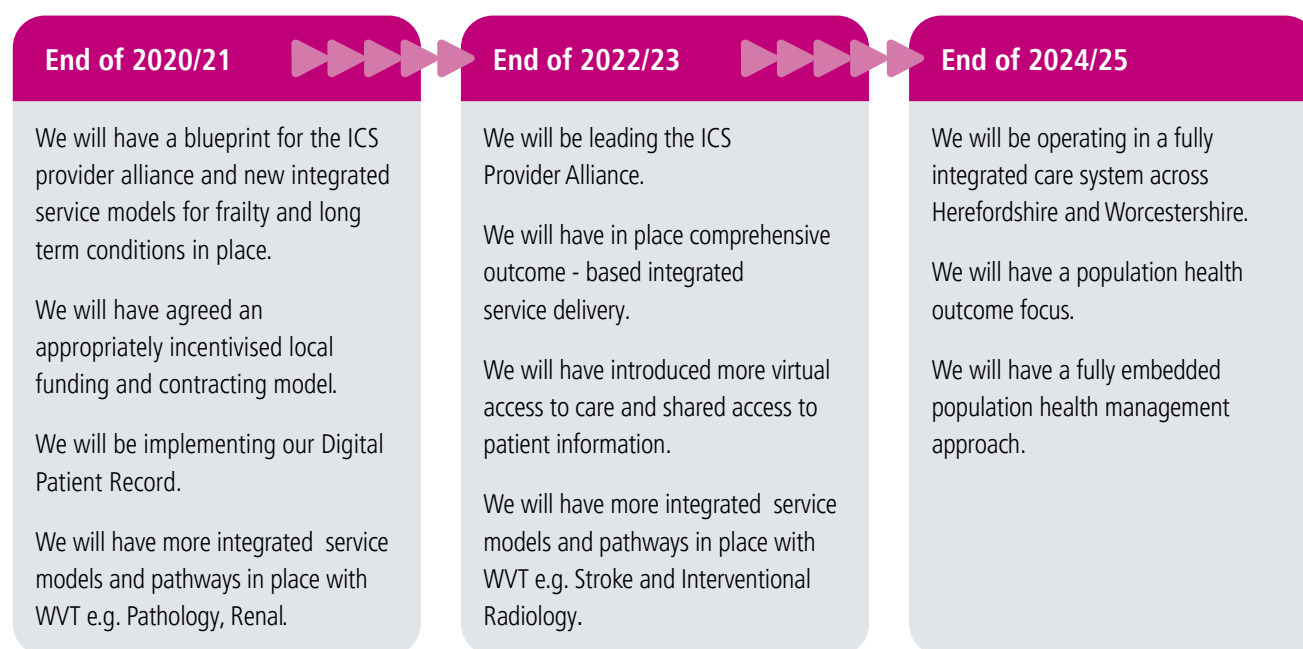 End of 2020/21
We will have a blueprint for the ICS
provider alliance and new integrated
service models for frailty and long
term conditions in place.
We will have agreed an
appropriately incentivised local
funding and contracting model.
We will be implementing our Digital
Patient Record.
We will have more integrated  service
models and pathways in place with
WVT e.g. Pathology, Renal.
End of 2022/23
We will be leading the ICS
Provider Alliance.
We will have in place comprehensive
outcome - based integrated
service delivery.
We will have introduced more virtual
access to care and shared access to
patient information.
We will have more integrated  service
models and pathways in place with
WVT e.g. Stroke and Interventional
Radiology.
End of 2024/25
We will be operating in a fully
integrated care system across
Herefordshire and Worcestershire.
We will have a population health
outcome focus.
We will have a fully embedded
population health management
approach.